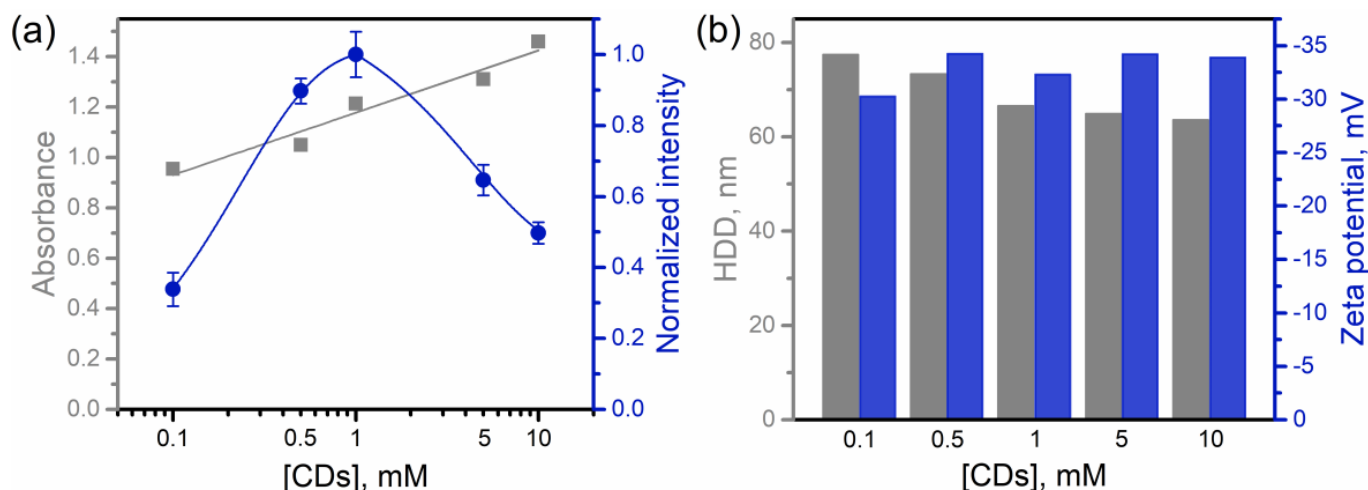 (a)
Absorbance
1.4
1.2
1.0
0.8
0.6
0.4
0.2
0.0
1.0
0.8
0.6
0.4
0.2
0.0
Normalized intensity
0.1 0.5 1 5 10
[CDs], mM
(b)
HDD, nm
80
60
40
20
0
-35
-30
-25
-20
-15
-10
-5
0
Zeta potential, mV
0.1 0.5 1 5 10
[CDs], mM